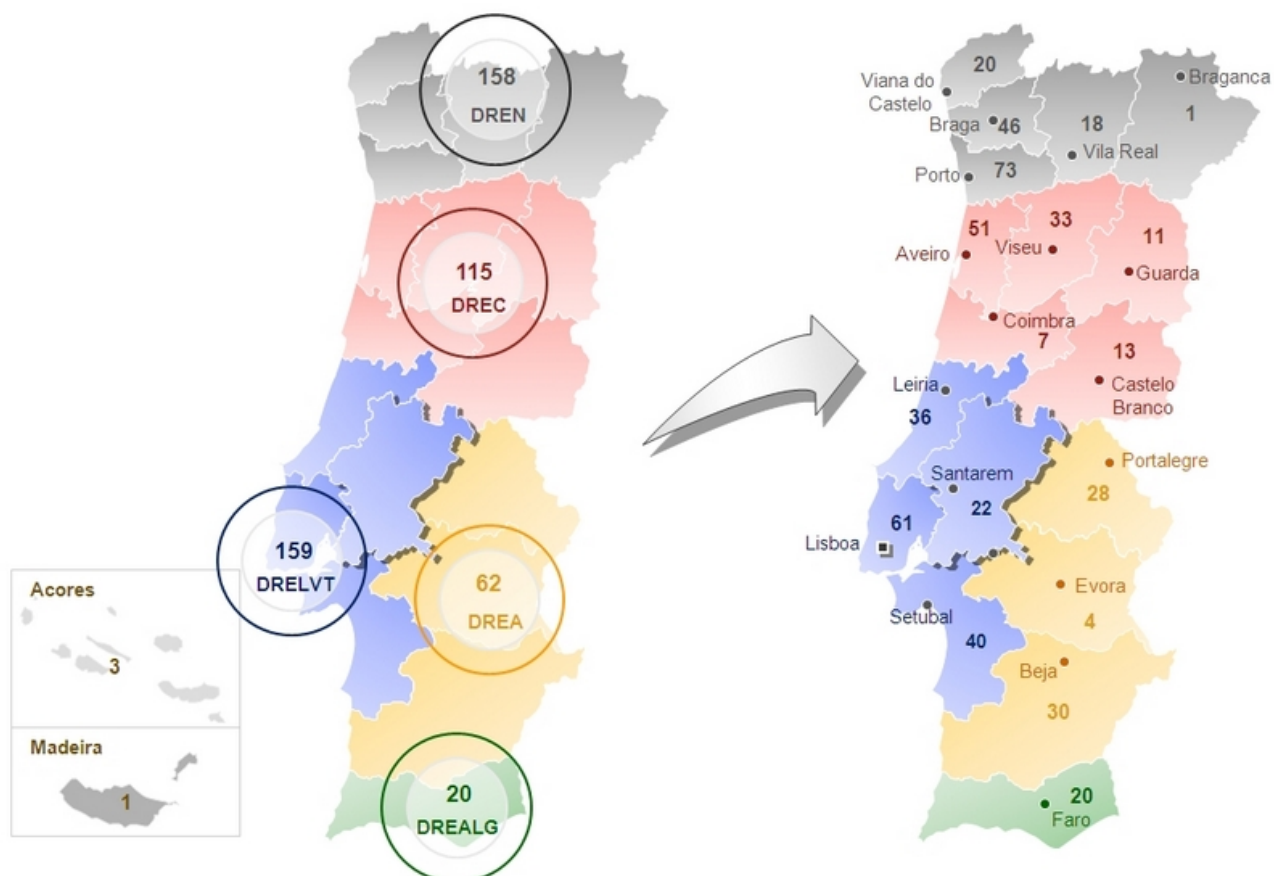 158
DREN
115
DREC
159
DRELVT
62
DREA
20
DREALG
Acores
3
Madeira
1
20
Viana do
Castelo
Braganca
1
Braga
46
18
Vila Real
Porto
73
51
33
11
Aveiro
Viseu
Guarda
Coimbra
7
13
Castelo
Branco
Leiria
36
Portalegre
Santarem
28
61
22
Lisboa
Evora
4
Setubal
40
Beja
30
20
Faro